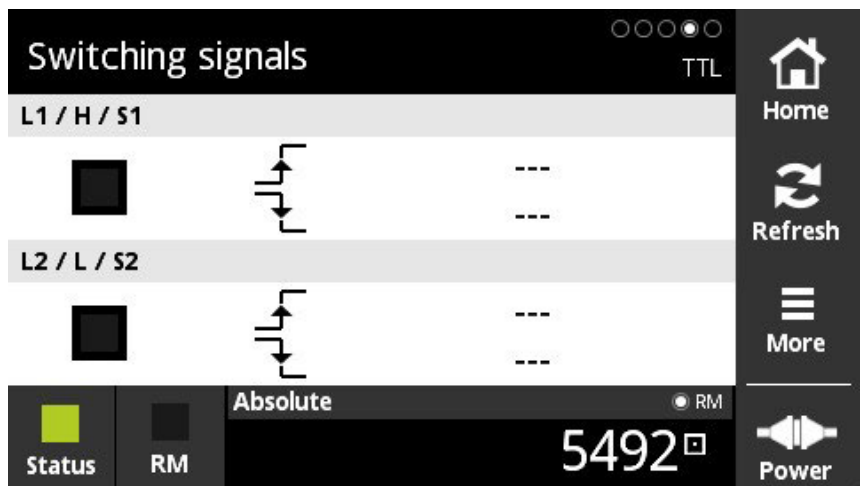 Switching signals
TTL
Home
L1 / H / S1
---
---
Refresh
L2 / L / S2
---
---
More
Absolute
RM
5492
Status
RM
Power